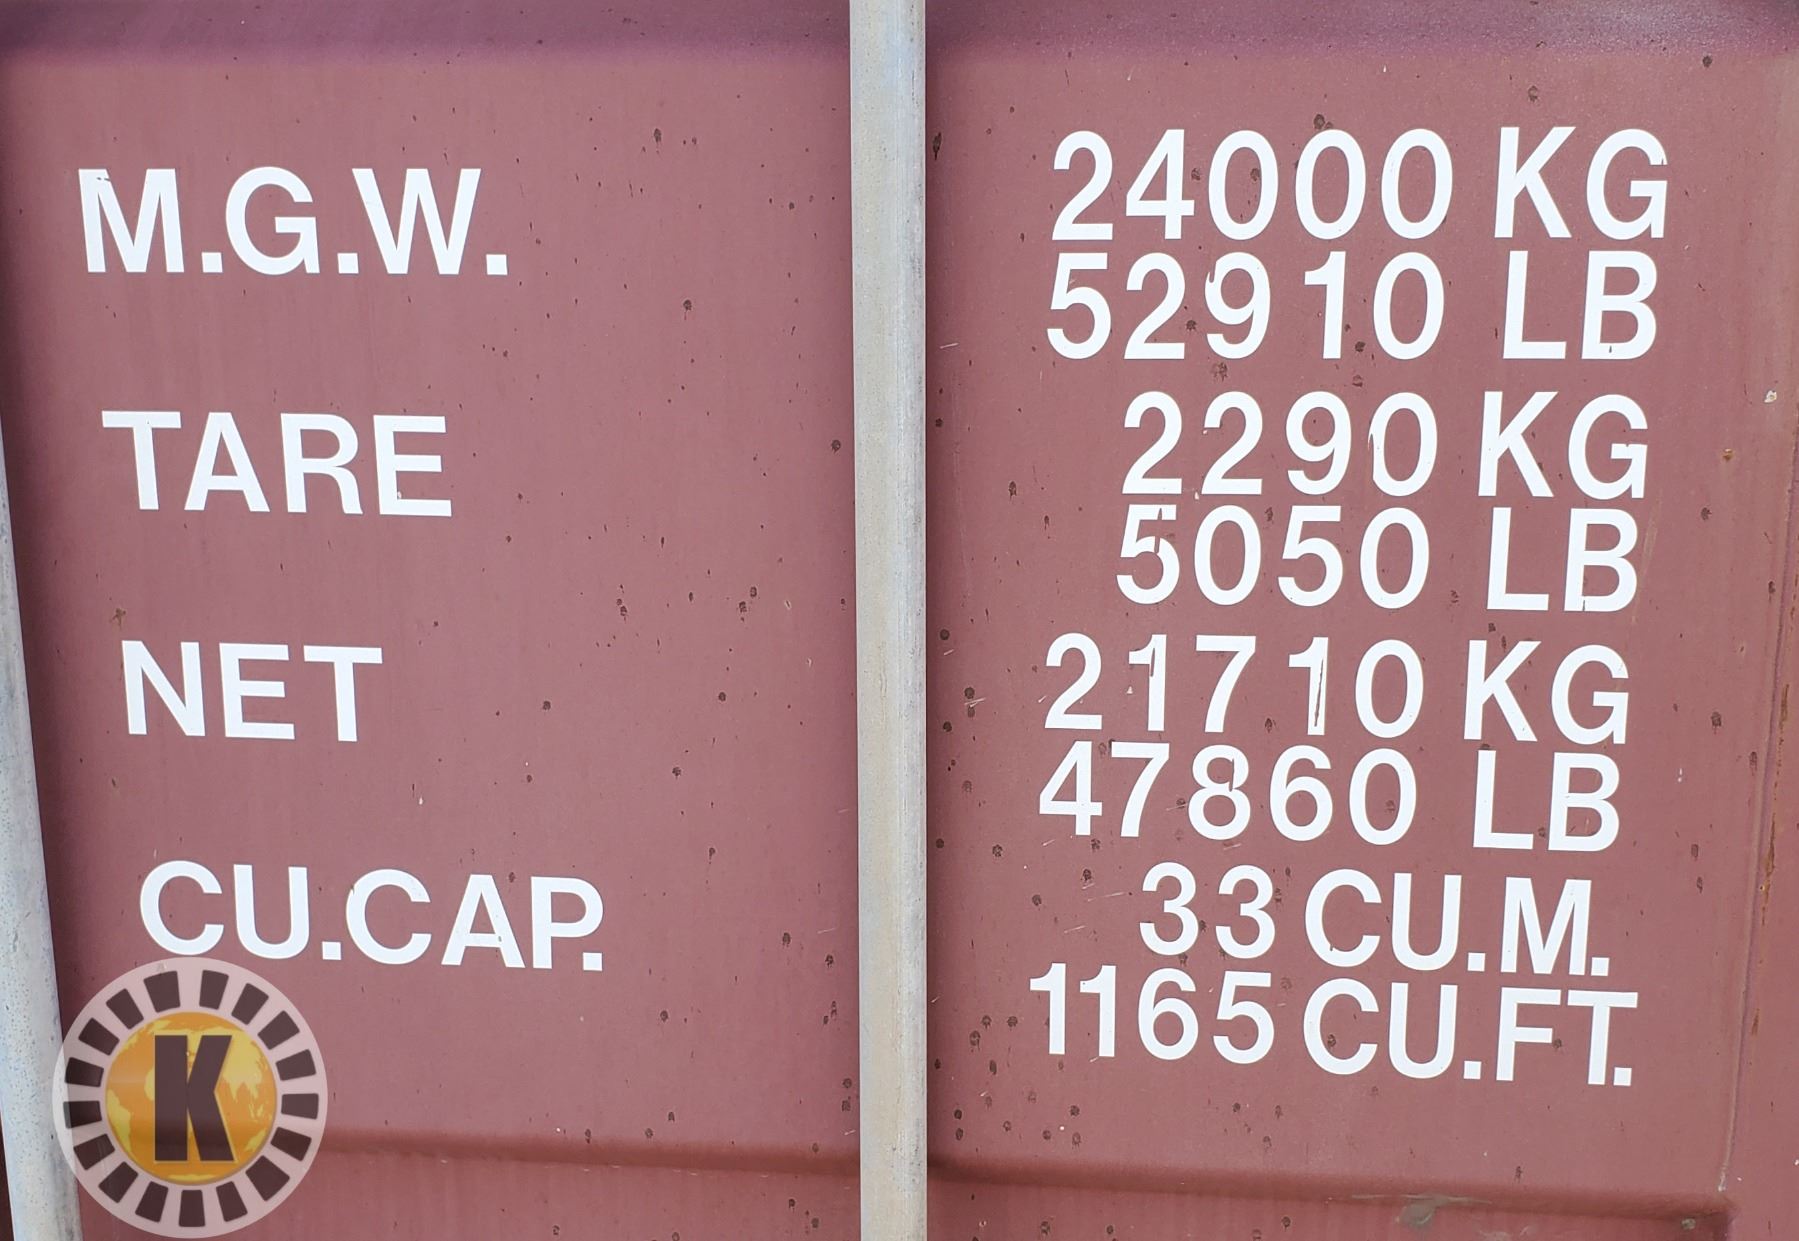 M.G.W. 24000 KG
52910 LB
TARE 2290 KG
5050 LB
NET 21710 KG
47860 LB
CU.CAP. 33 CU.M.
1165 CU.FT.
K